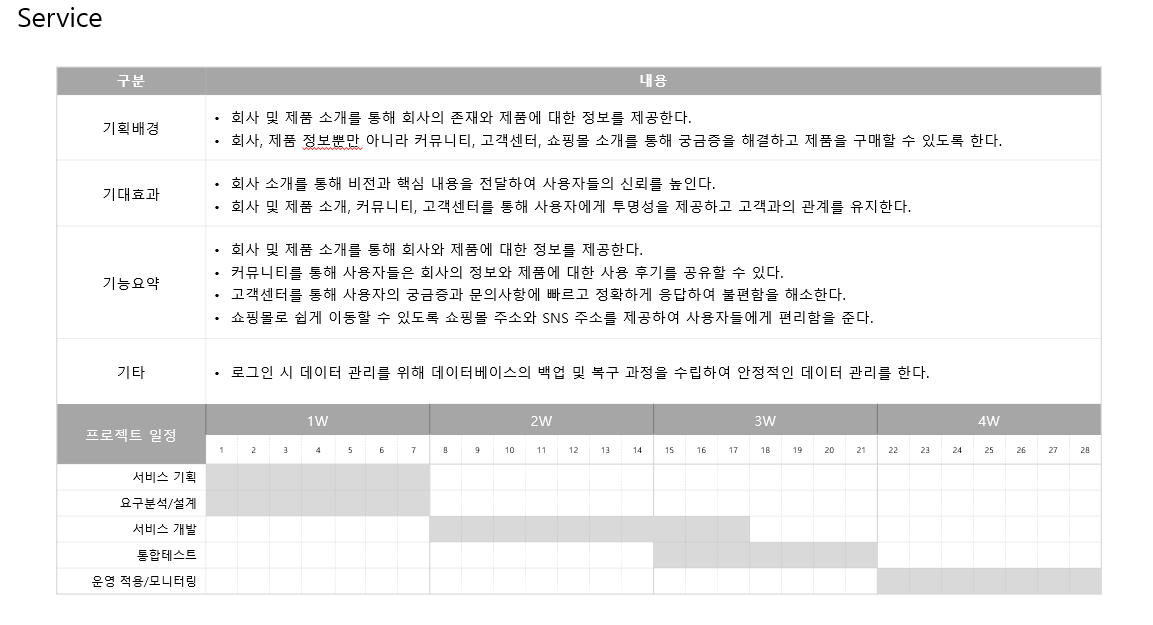 Service
구분 내용
기획배경
• 회사 및 제품 소개를 통해 회사의 존재와 제품에 대한 정보를 제공한다.
• 회사, 제품 정보뿐만 아니라 커뮤니티, 고객센터, 쇼핑몰 소개를 통해 궁금증을 해결하고 제품을 구매할 수 있도록 한다.
기대효과
• 회사 소개를 통해 비전과 핵심 내용을 전달하여 사용자들의 신뢰를 높인다.
• 회사 및 제품 소개, 커뮤니티, 고객센터를 통해 사용자에게 투명성을 제공하고 고객과의 관계를 유지한다.
기능요약
• 회사 및 제품 소개를 통해 회사와 제품에 대한 정보를 제공한다.
• 커뮤니티를 통해 사용자들은 회사의 정보와 제품에 대한 사용 후기를 공유할 수 있다.
• 고객센터를 통해 사용자의 궁금증과 문의사항에 빠르고 정확하게 응답하여 불편함을 해소한다.
• 쇼핑몰로 쉽게 이동할 수 있도록 쇼핑몰 주소와 SNS 주소를 제공하여 사용자들에게 편리함을 준다.
기타
• 로그인 시 데이터 관리를 위해 데이터베이스의 백업 및 복구 과정을 수립하여 안정적인 데이터 관리를 한다.
프로젝트 일정
1W 2W 3W 4W
1 2 3 4 5 6 7 8 9 10 11 12 13 14 15 16 17 18 19 20 21 22 23 24 25 26 27 28
서비스 기획
요구분석/설계
서비스 개발
통합테스트
운영 적용/모니터링